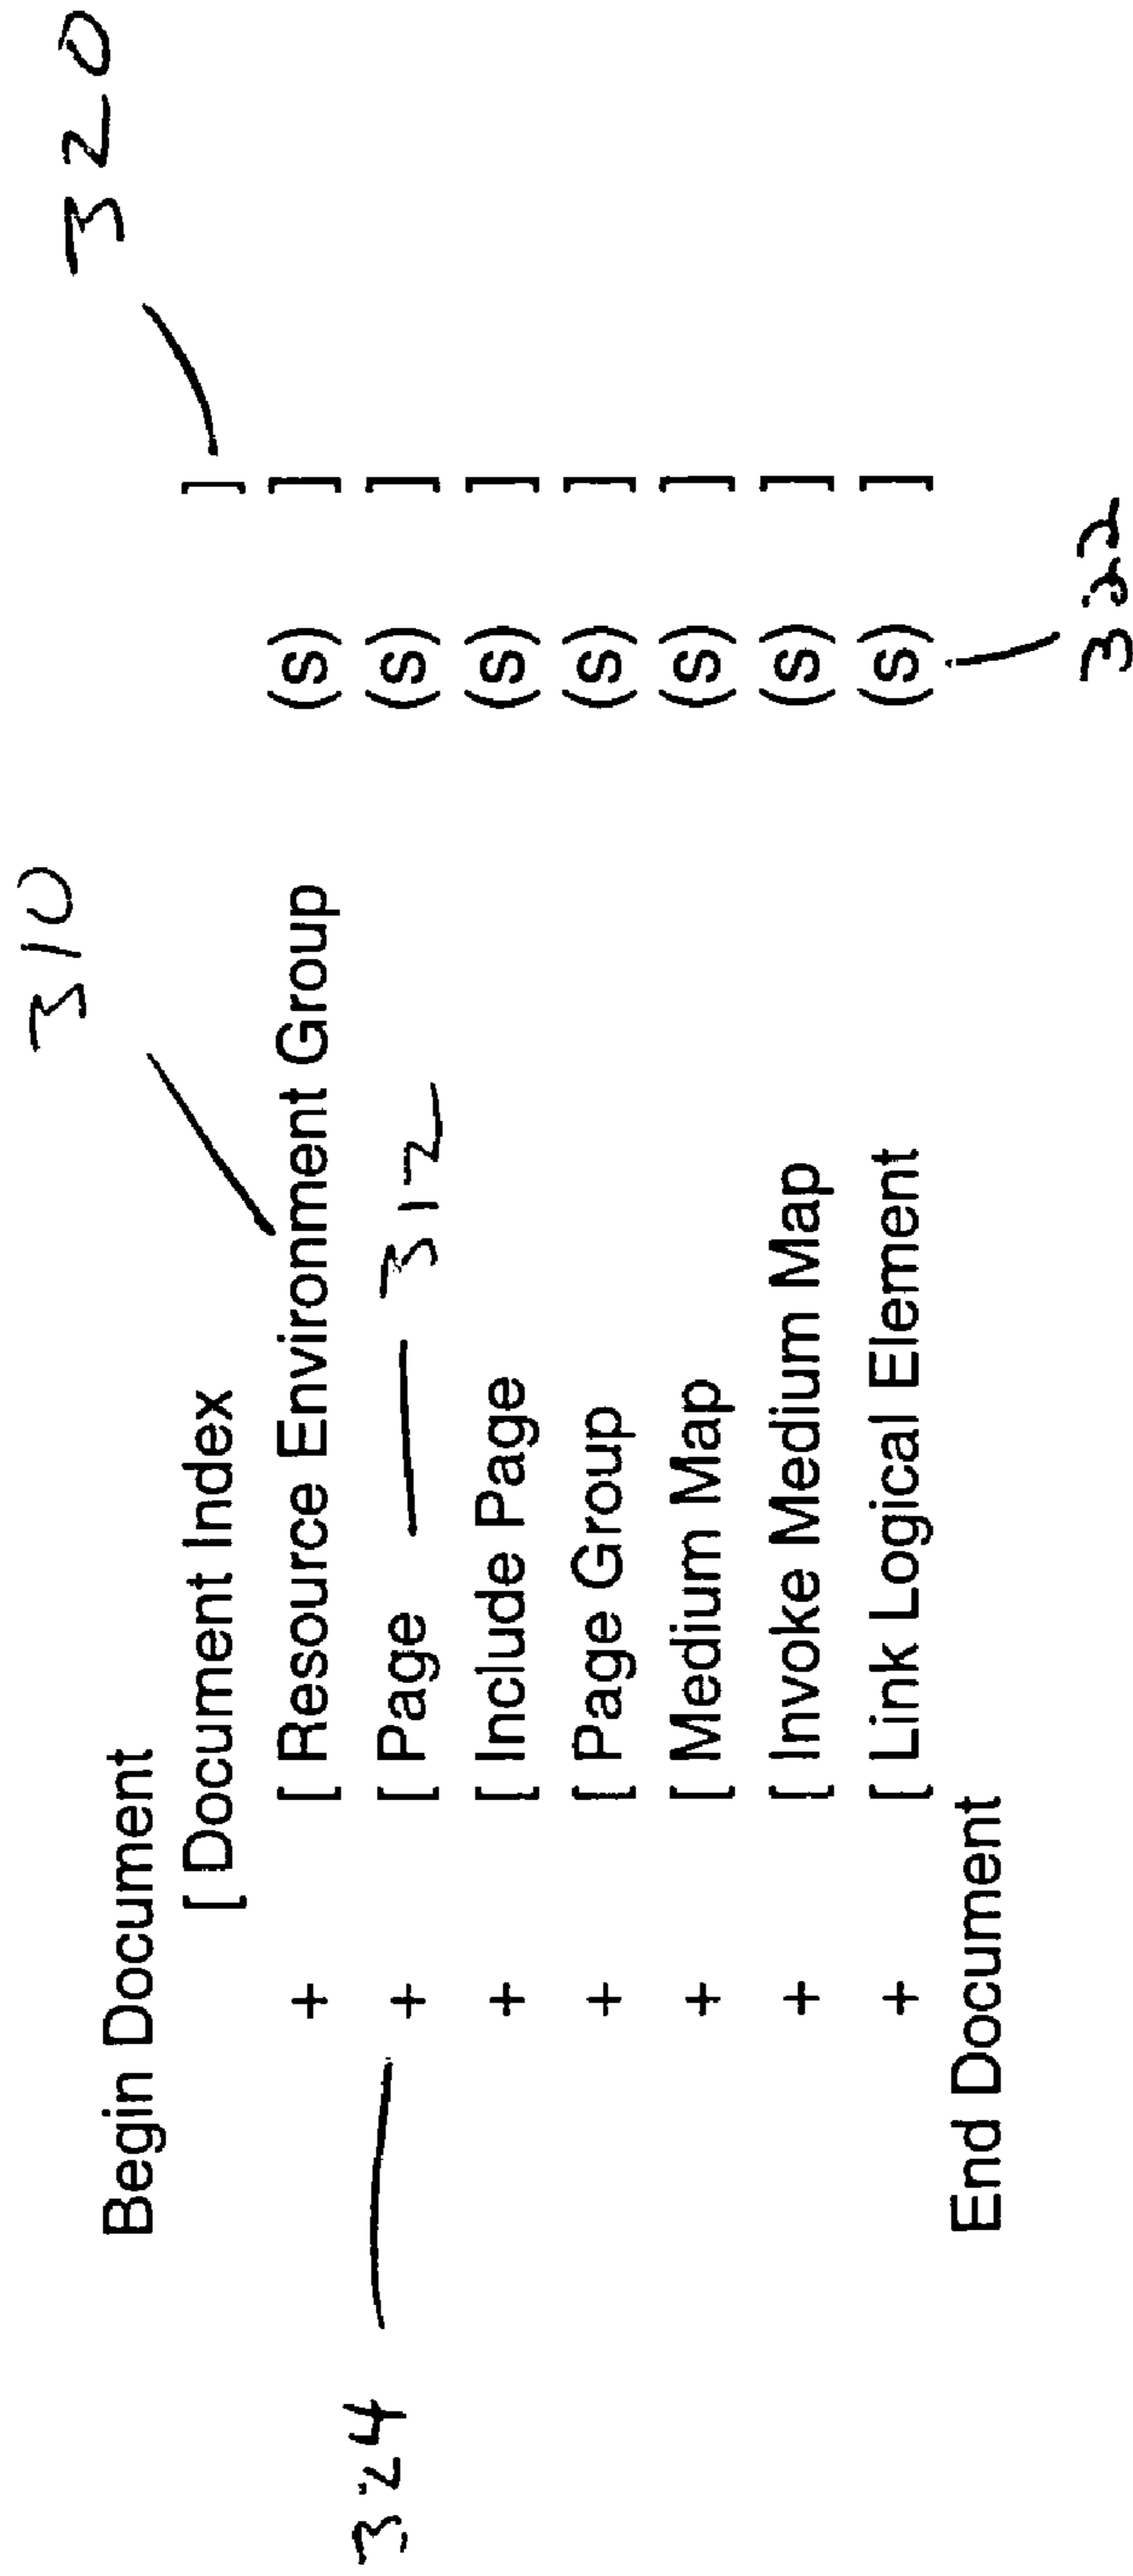 320
310
Begin Document
[ Document Index ]
+ [ Resource Environment Group (s) ]
324 + [ Page 312 (s) ]
+ [ Include Page (s) ]
+ [ Page Group (s) ]
+ [ Medium Map (s) ]
+ [ Invoke Medium Map (s) ]
+ [ Link Logical Element (s) ]
End Document
322